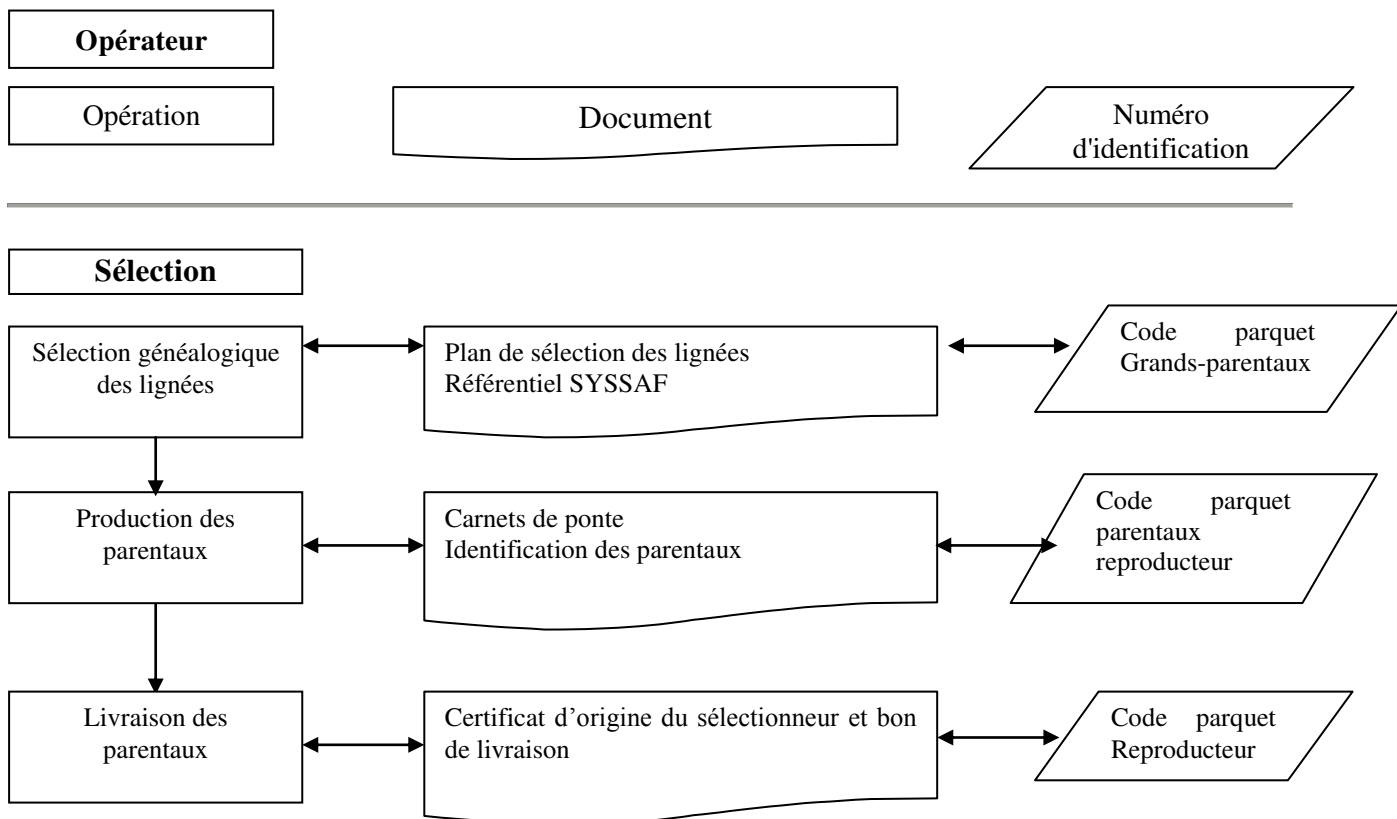 Opérateur
Opération
Document
Numéro
d'identification
Sélection
Sélection généalogique
des lignées
Plan de sélection des lignées
Référentiel SYSSAF
Code parquet
Grands-parentaux
Production des
parentaux
Carnets de ponte
Identification des parentaux
Code parquet
parentaux
reproducteur
Livraison des
parentaux
Certificat d’origine du sélectionneur et bon
de livraison
Code parquet
Reproducteur